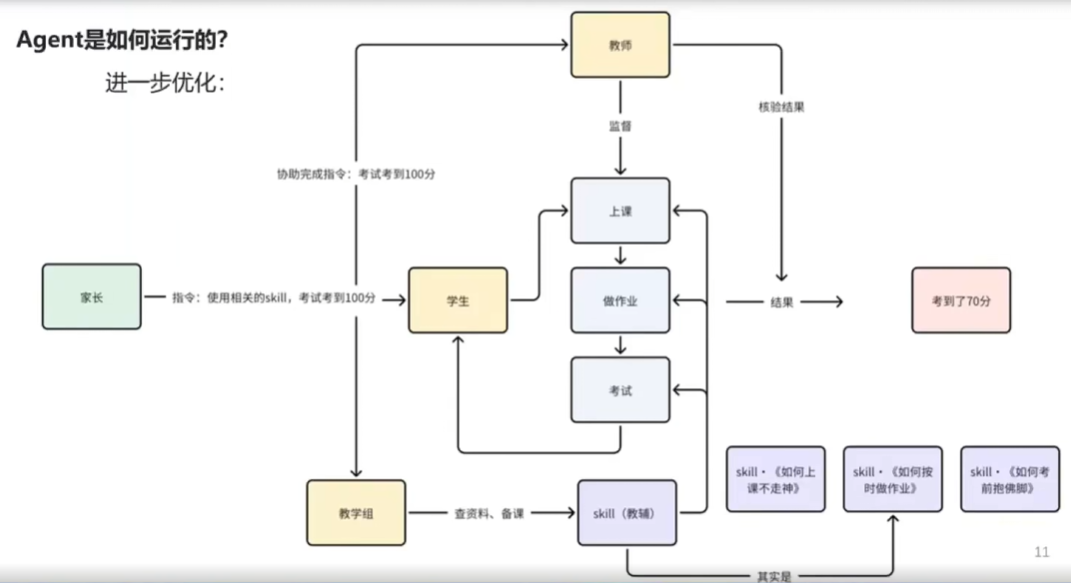 Agent是如何运行的?
进一步优化：
教师
核验结果
监督
协助完成指令：考试考到100分
上课
家长
指令：使用相关的skill，考试考到100分
学生
做作业
结果
考到了70分
考试
skill·《如何上
课不走神》
skill·《如何按
时做作业》
skill·《如何考
前抱佛脚》
教学组
查资料、备课
skill（教辅）
其实是
11